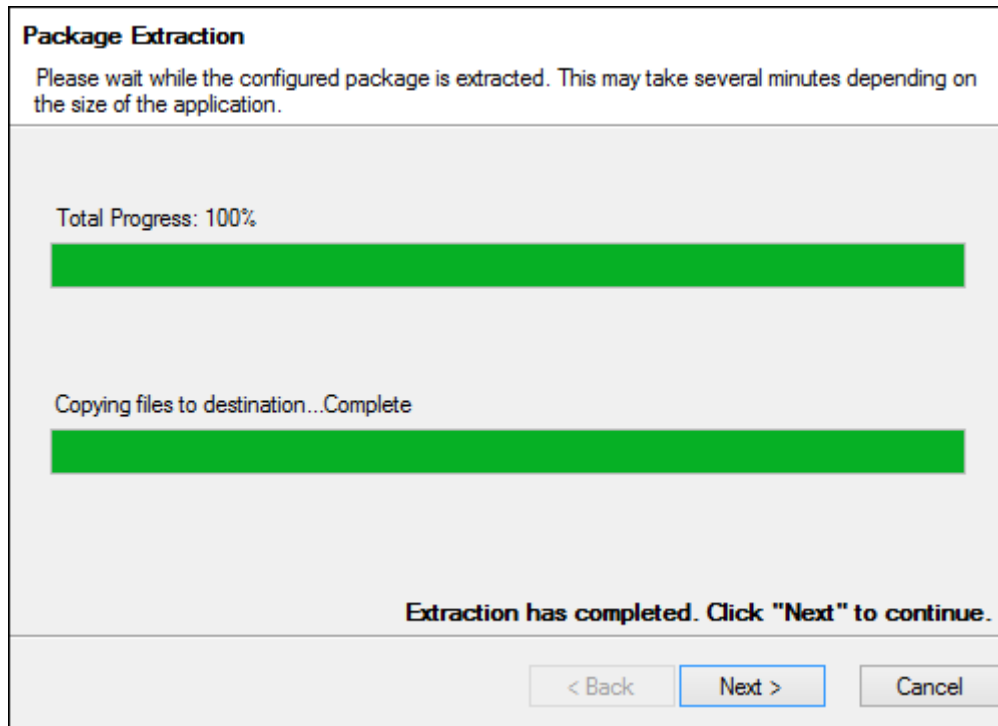 Package Extraction
Please wait while the configured package is extracted. This may take several minutes depending on
the size of the application.
Total Progress: 100%
Copying files to destination...Complete
Extraction has completed. Click "Next" to continue.
< Back Next > Cancel